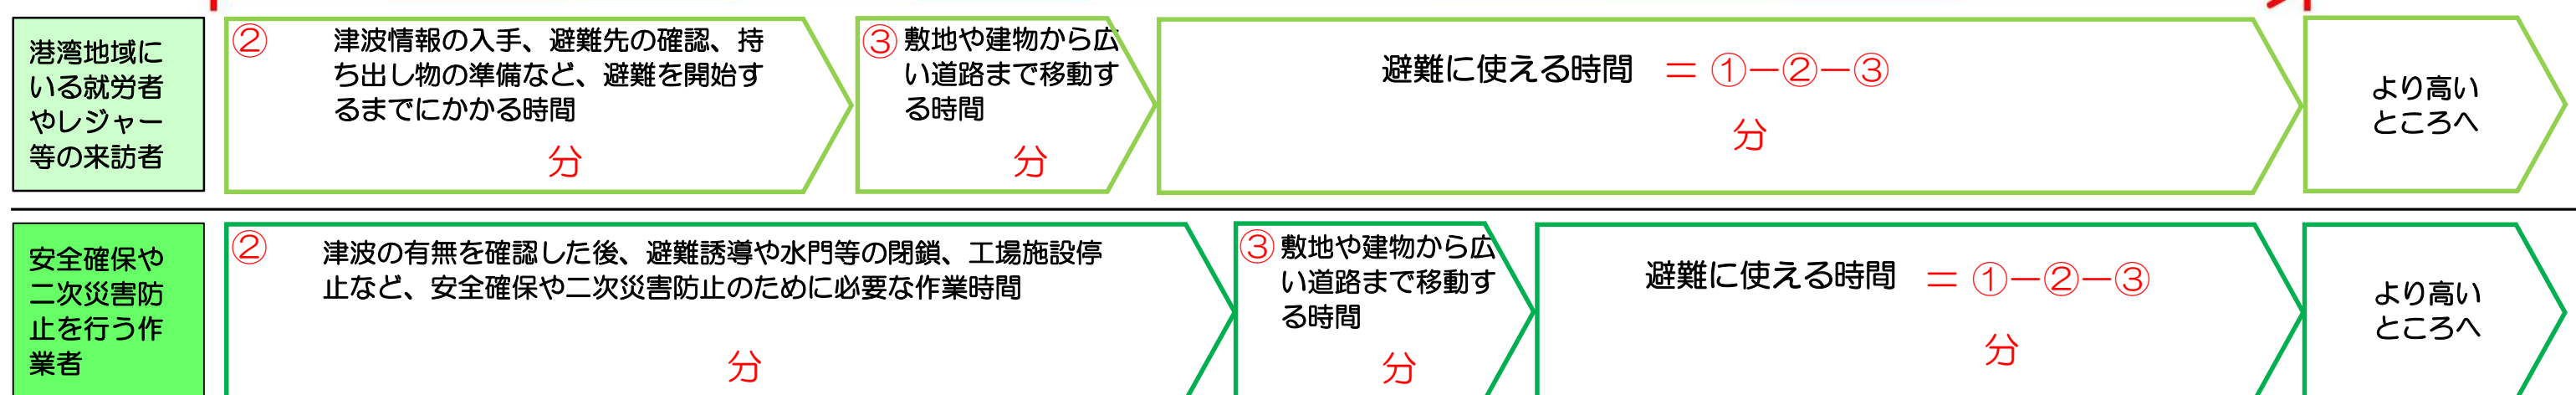 港湾地域に
いる就労者
やレジャー
等の来訪者
②
津波情報の入手、避難先の確認、持
ち出し物の準備など、避難を開始す
るまでにかかる時間
分
③ 敷地や建物から広
い道路まで移動す
る時間
分
避難に使える時間 = ①ー②ー③
分
より高い
ところへ
安全確保や
二次災害防
止を行う作
業者
②
津波の有無を確認した後、避難誘導や水門等の閉鎖、工場施設停
止など、安全確保や二次災害防止のために必要な作業時間
分
③ 敷地や建物から広
い道路まで移動す
る時間
分
避難に使える時間 = ①ー②ー③
分
より高い
ところへ